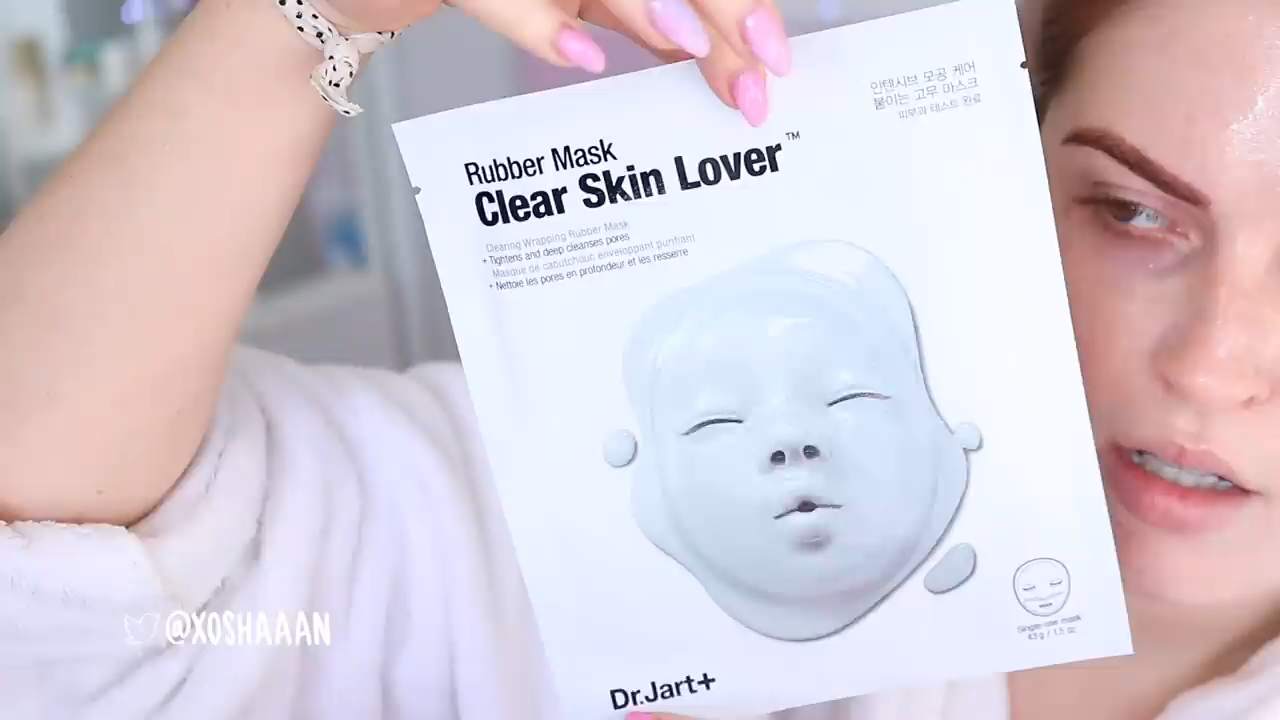 인텐시브 모공 케어
붙이는 고무 마스크
피부과 테스트 완료
Rubber Mask
Clear Skin Lover™
Clearing Wrapping Rubber Mask
+ Tightens and deep cleanses pores
Masque de caoutchouc enveloppant purifiant
+ Nettoie les pores en profondeur et les resserre
Single-use mask
43 g / 1.5 oz
Dr.Jart+
@XOSHAAAN